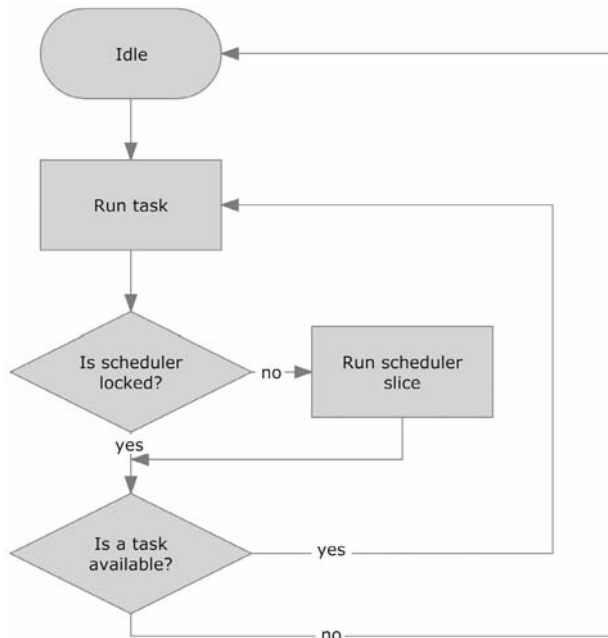 Idle
Run task
Is scheduler
locked?
no
Run scheduler
slice
yes
Is a task
available?
yes
no